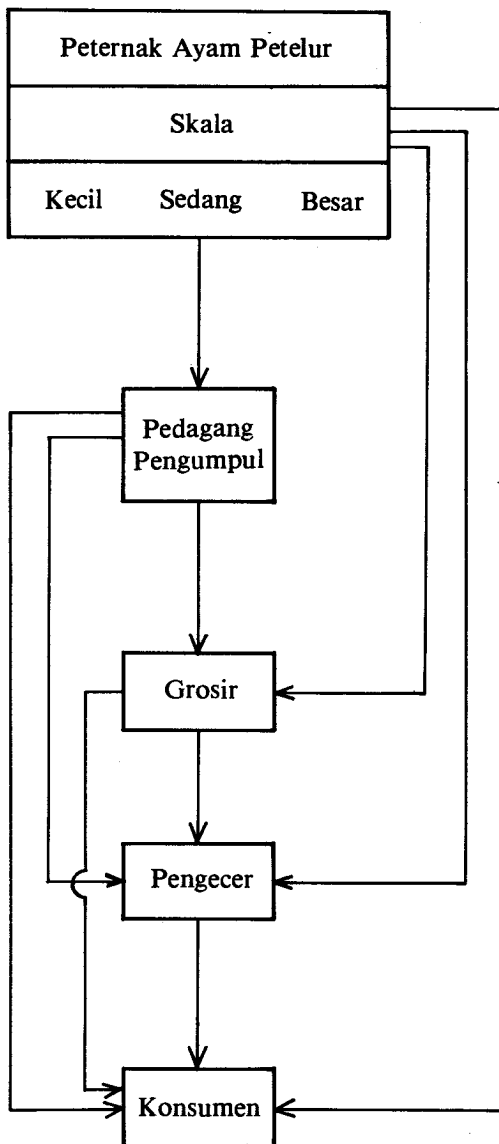 Peternak Ayam Petelur
Skala
Kecil Sedang Besar
Pedagang
Pengumpul
Grosir
Pengecer
Konsumen